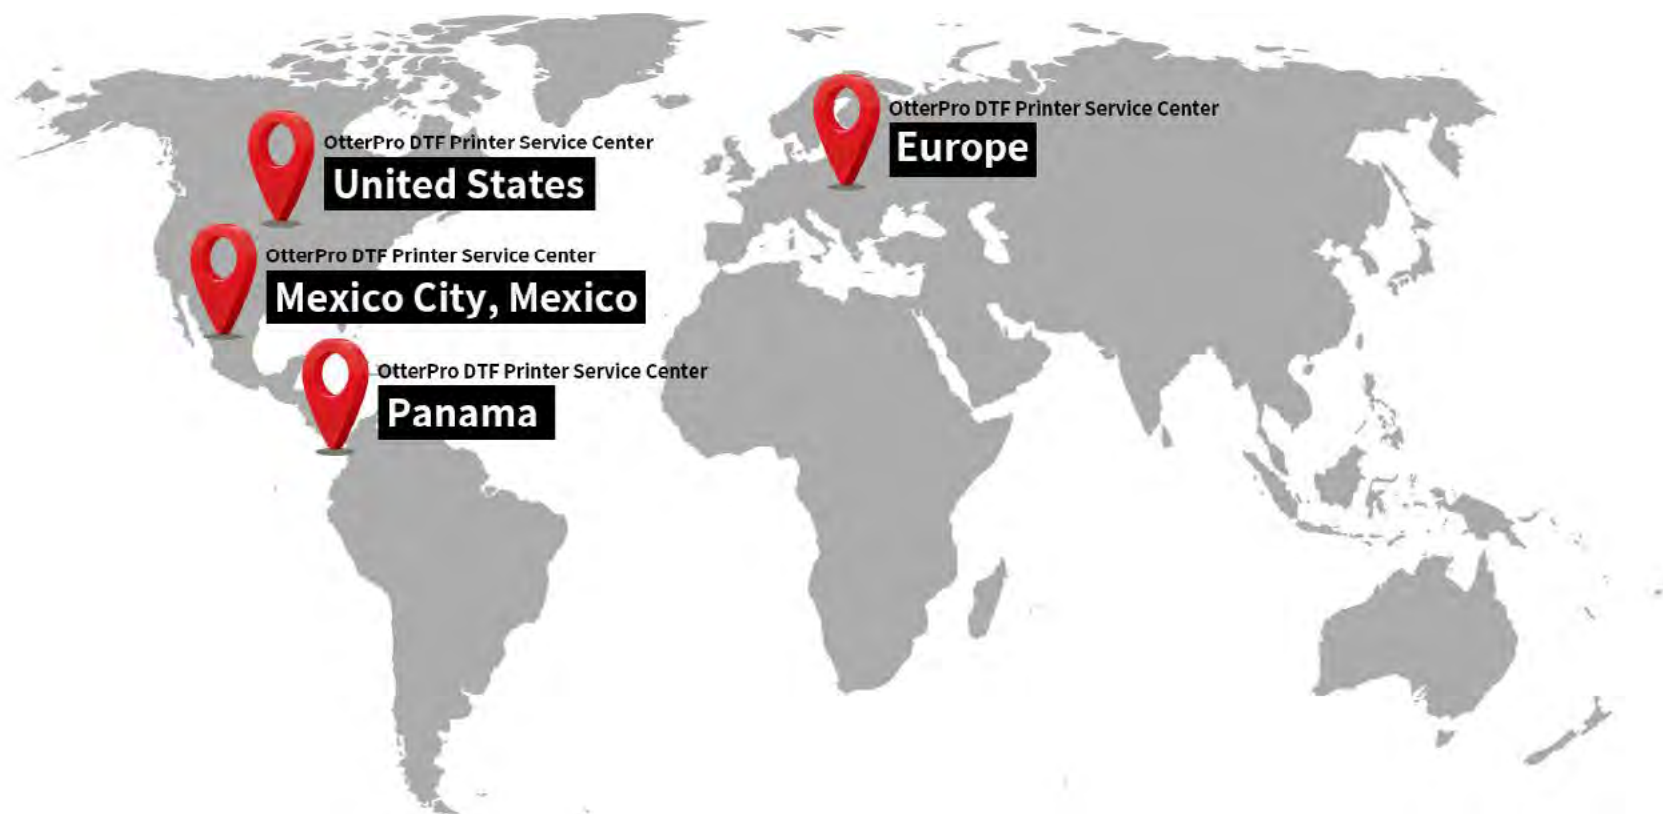 OtterPro DTF Printer Service Center
Europe
OtterPro DTF Printer Service Center
United States
OtterPro DTF Printer Service Center
Mexico City, Mexico
OtterPro DTF Printer Service Center
Panama